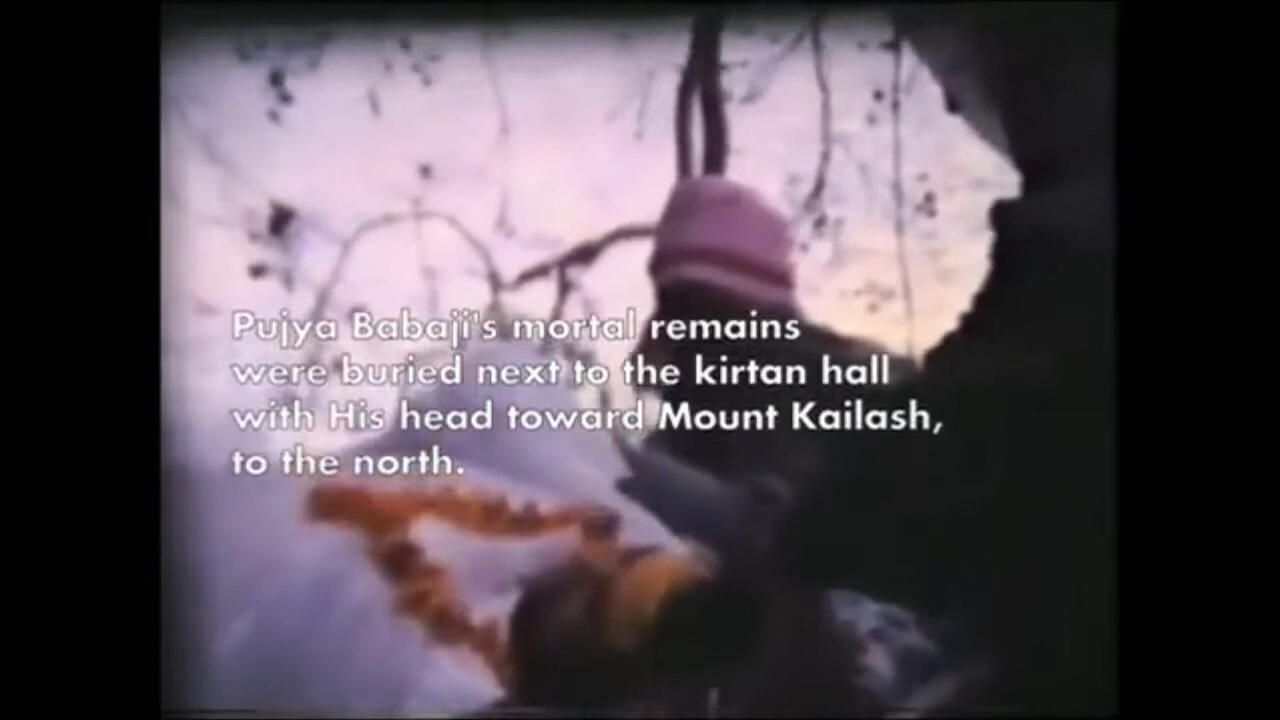 Pujya Babaji's mortal remains
were buried next to the kirtan hall
with His head toward Mount Kailash,
to the north.